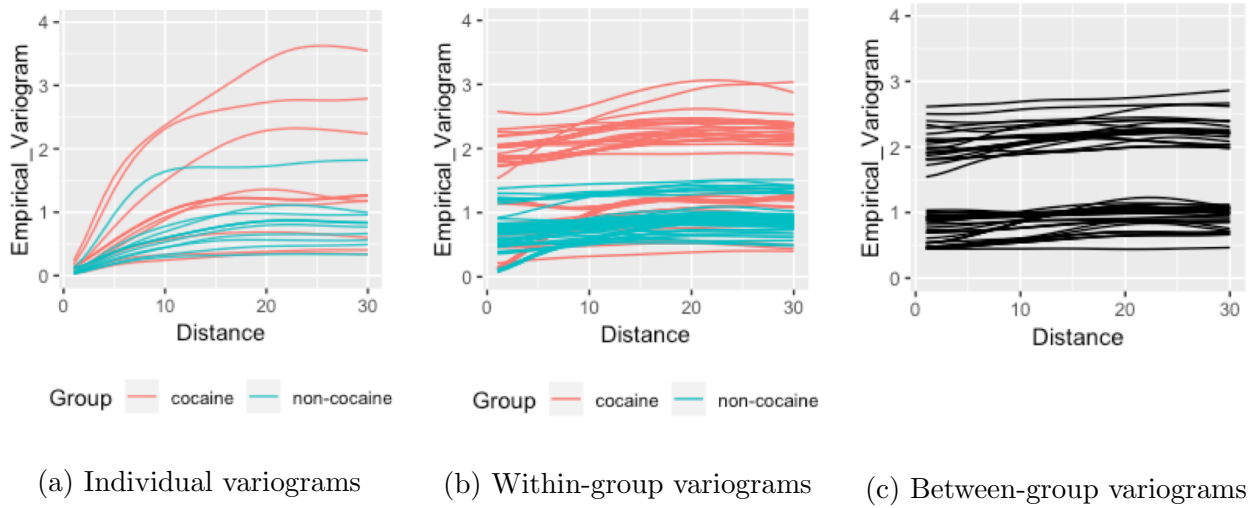 4
3
2
1
0
Empirical_Variogram
0 10 20 30
Distance
Group cocaine non-cocaine
(a) Individual variograms
4
3
2
1
0
Empirical_Variogram
0 10 20 30
Distance
Group cocaine non-cocaine
(b) Within-group variograms
4
3
2
1
0
Empirical_Variogram
0 10 20 30
Distance
(c) Between-group variograms